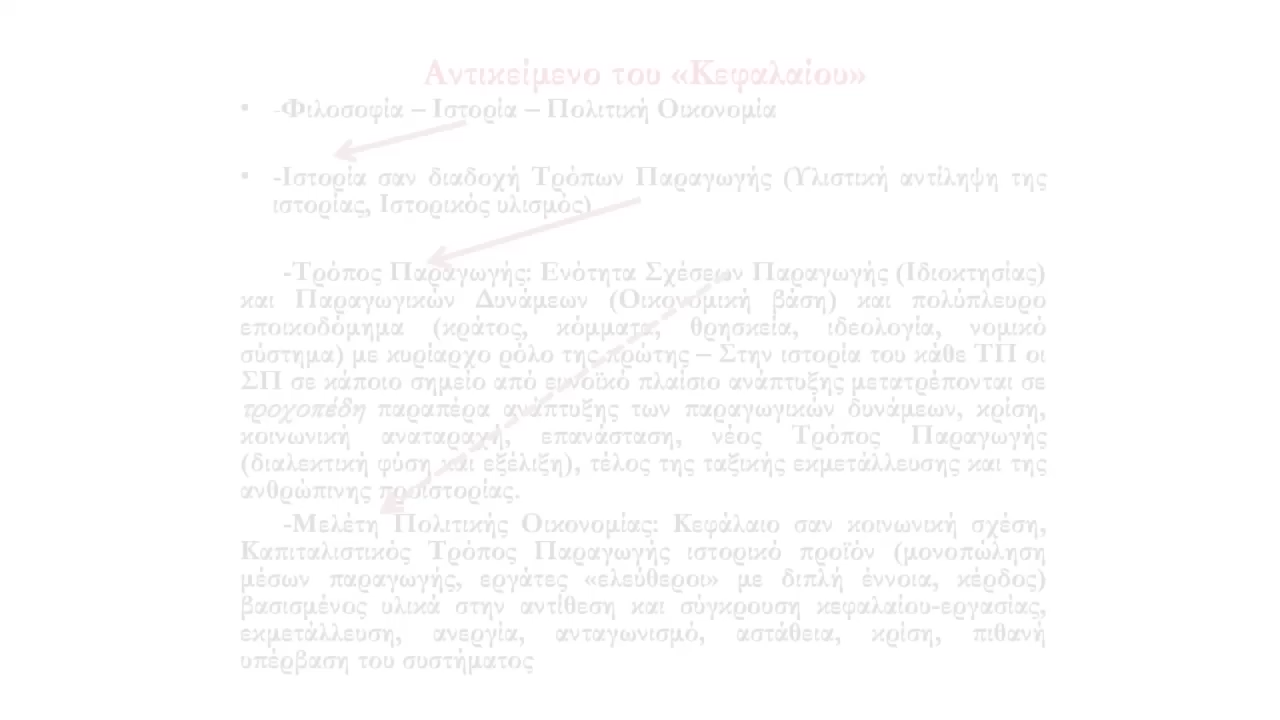 Αντικείμενο του «Κεφαλαίου»
▪ -Φιλοσοφία – Ιστορία – Πολιτική Οικονομία
▪ -Ιστορία σαν διαδοχή Τρόπων Παραγωγής (Υλιστική αντίληψη της
ιστορίας, Ιστορικός υλισμός)
-Τρόπος Παραγωγής: Ενότητα Σχέσεων Παραγωγής (Ιδιοκτησίας)
και Παραγωγικών Δυνάμεων (Οικονομική βάση) και πολύπλευρο
εποικοδόμημα (κράτος, κόμματα, θρησκεία, ιδεολογία, νομικό
σύστημα) με κυρίαρχο ρόλο της πρώτης – Στην ιστορία του κάθε ΤΠ οι
ΣΠ σε κάποιο σημείο από ευνοϊκό πλαίσιο ανάπτυξης μετατρέπονται σε
τροχοπέδη παραπέρα ανάπτυξης των παραγωγικών δυνάμεων, κρίση,
κοινωνική αναταραχή, επανάσταση, νέος Τρόπος Παραγωγής
(διαλεκτική φύση και εξέλιξη), τέλος της ταξικής εκμετάλλευσης και της
ανθρώπινης προϊστορίας.
-Μελέτη Πολιτικής Οικονομίας: Κεφάλαιο σαν κοινωνική σχέση,
Καπιταλιστικός Τρόπος Παραγωγής ιστορικό προϊόν (μονοπώληση
μέσων παραγωγής, εργάτες «ελεύθεροι» με διπλή έννοια, κέρδος)
βασισμένος υλικά στην αντίθεση και σύγκρουση κεφαλαίου-εργασίας,
εκμετάλλευση, ανεργία, ανταγωνισμό, αστάθεια, κρίση, πιθανή
υπέρβαση του συστήματος